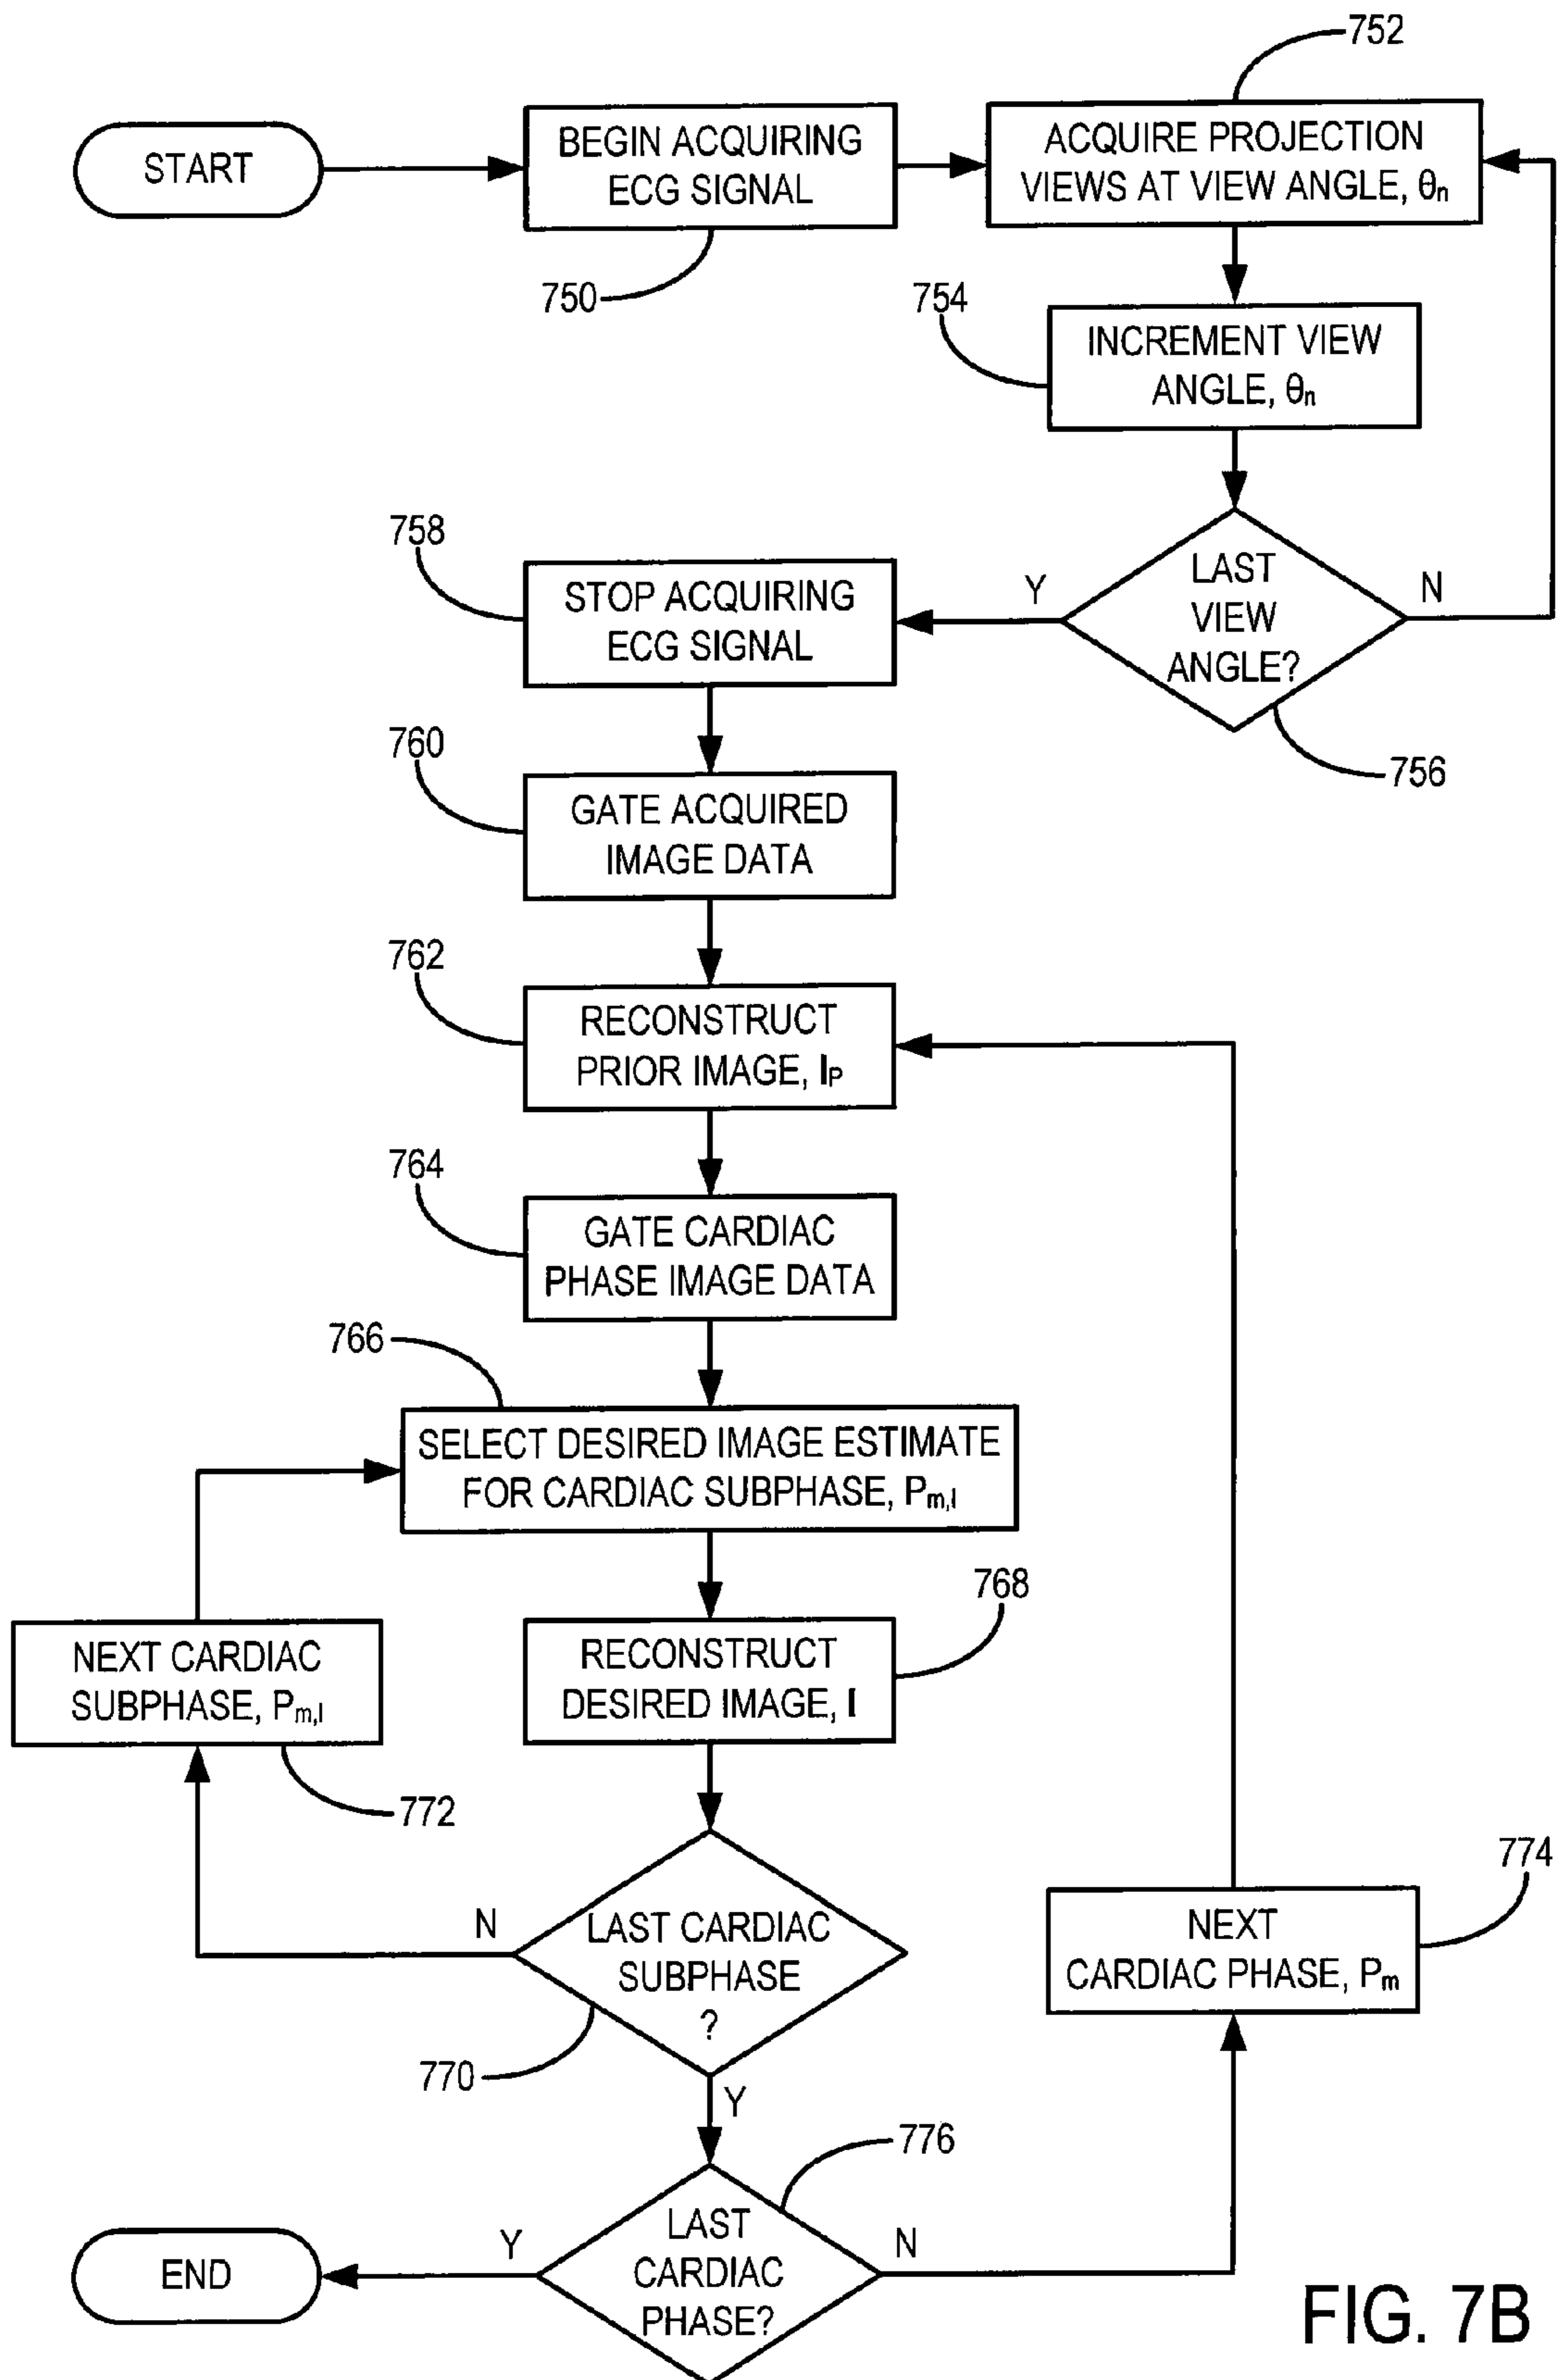 752
START
BEGIN ACQUIRING
ECG SIGNAL
ACQUIRE PROJECTION
VIEWS AT VIEW ANGLE, θn
750
754
INCREMENT VIEW
ANGLE, θn
758
STOP ACQUIRING
ECG SIGNAL
Y
LAST
VIEW
ANGLE?
N
756
760
GATE ACQUIRED
IMAGE DATA
762
RECONSTRUCT
PRIOR IMAGE, IP
764
GATE CARDIAC
PHASE IMAGE DATA
766
SELECT DESIRED IMAGE ESTIMATE
FOR CARDIAC SUBPHASE, Pm,l
768
RECONSTRUCT
DESIRED IMAGE, I
NEXT CARDIAC
SUBPHASE, Pm,l
772
774
NEXT
CARDIAC PHASE, Pm
N
LAST CARDIAC
SUBPHASE
?
770
Y
776
LAST
CARDIAC
PHASE?
Y
N
END
FIG. 7B